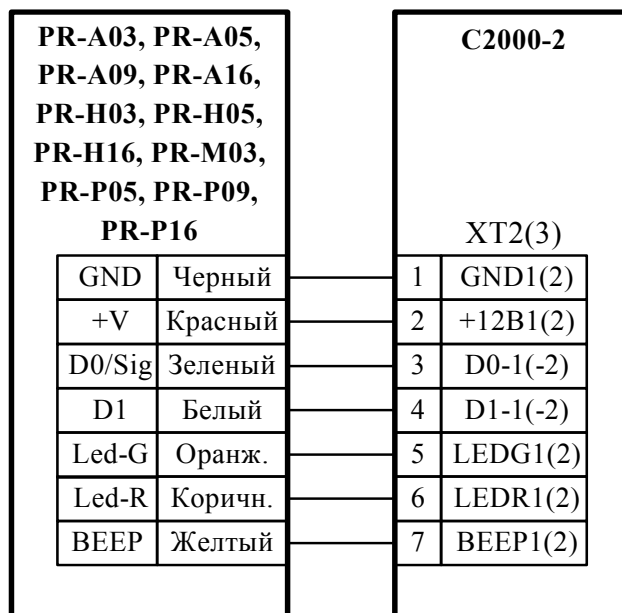 PR-A03, PR-A05,
PR-A09, PR-A16,
PR-H03, PR-H05,
PR-H16, PR-M03,
PR-P05, PR-P09,
PR-P16
GND Черный
+V Красный
D0/Sig Зеленый
D1 Белый
Led-G Оранж.
Led-R Коричн.
BEEP Желтый
С2000-2
XT2(3)
1 GND1(2)
2 +12В1(2)
3 D0-1(-2)
4 D1-1(-2)
5 LEDG1(2)
6 LEDR1(2)
7 BEEP1(2)